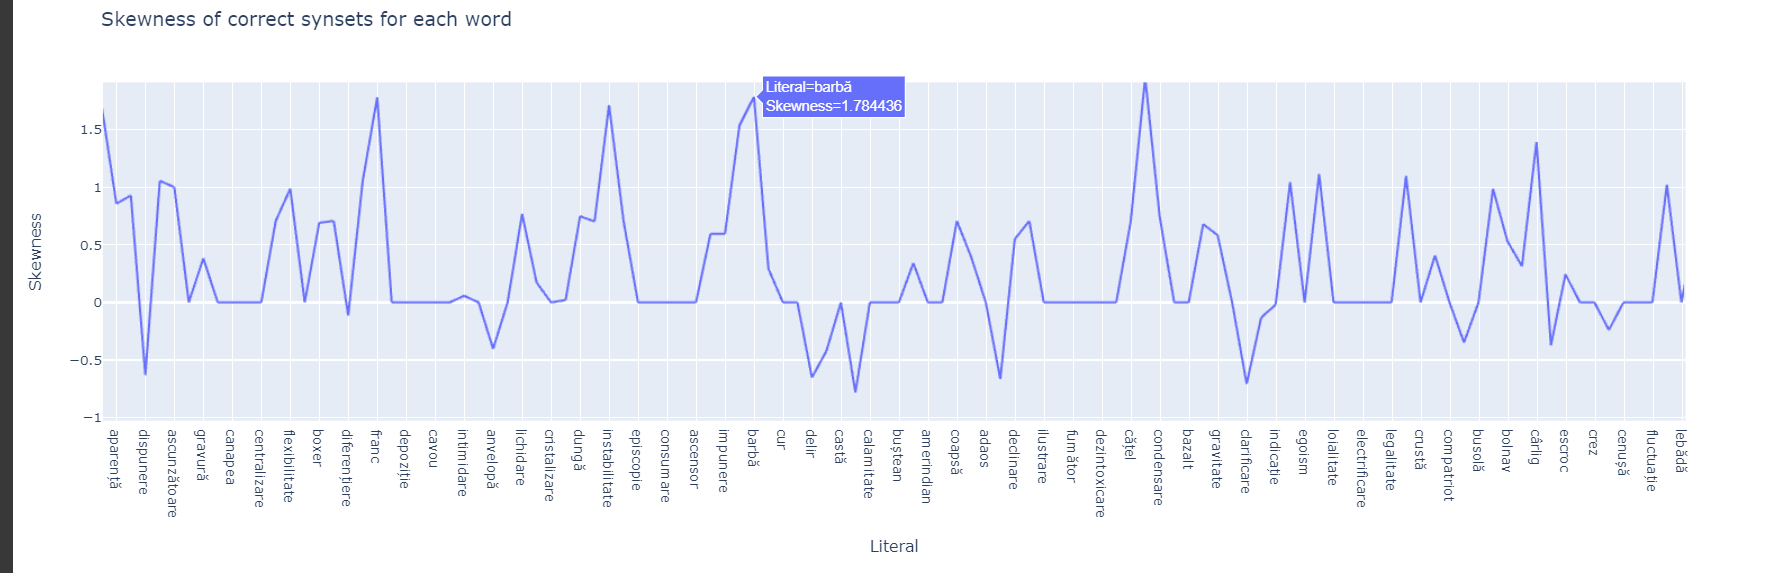 Skewness of correct synsets for each word
Literal=barbă
Skewness=1.784436
1.5
1
0.5
0
−0.5
−1
Skewness
aparență
dispunere
ascunzătoare
gravură
canapea
centralizare
flexibilitate
boxer
diferențiere
franc
depoziție
cavou
intimidare
anvelopă
lichidare
cristalizare
dungă
instabilitate
episcopie
consumare
ascensor
impunere
barbă
cur
delir
castă
calamitate
buștean
amerindian
coapsă
adaos
declinare
ilustrare
fumător
dezintoxicare
cățel
condensare
bazalt
gravitate
clarificare
indicație
egoism
loialitate
electrificare
legalitate
crustă
compatriot
busolă
bolnav
cârlig
escroc
crez
cenușă
fluctuație
lebădă
Literal